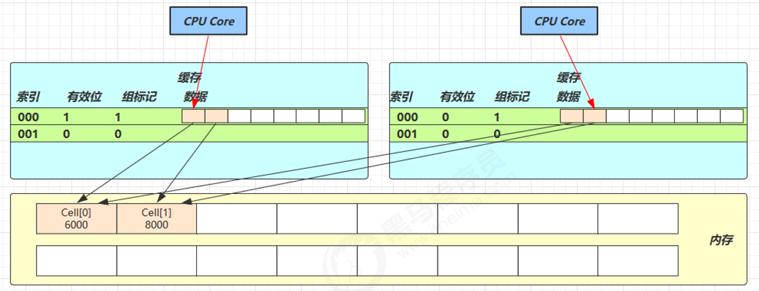 CPU Core
CPU Core
缓存
缓存
索引 有效位 组标记 数据
索引 有效位 组标记 数据
000 1 1
000 0 1
001 0 0
001 0 0
Cell[0] Cell[1]
6000 8000
内存
黑马程序员